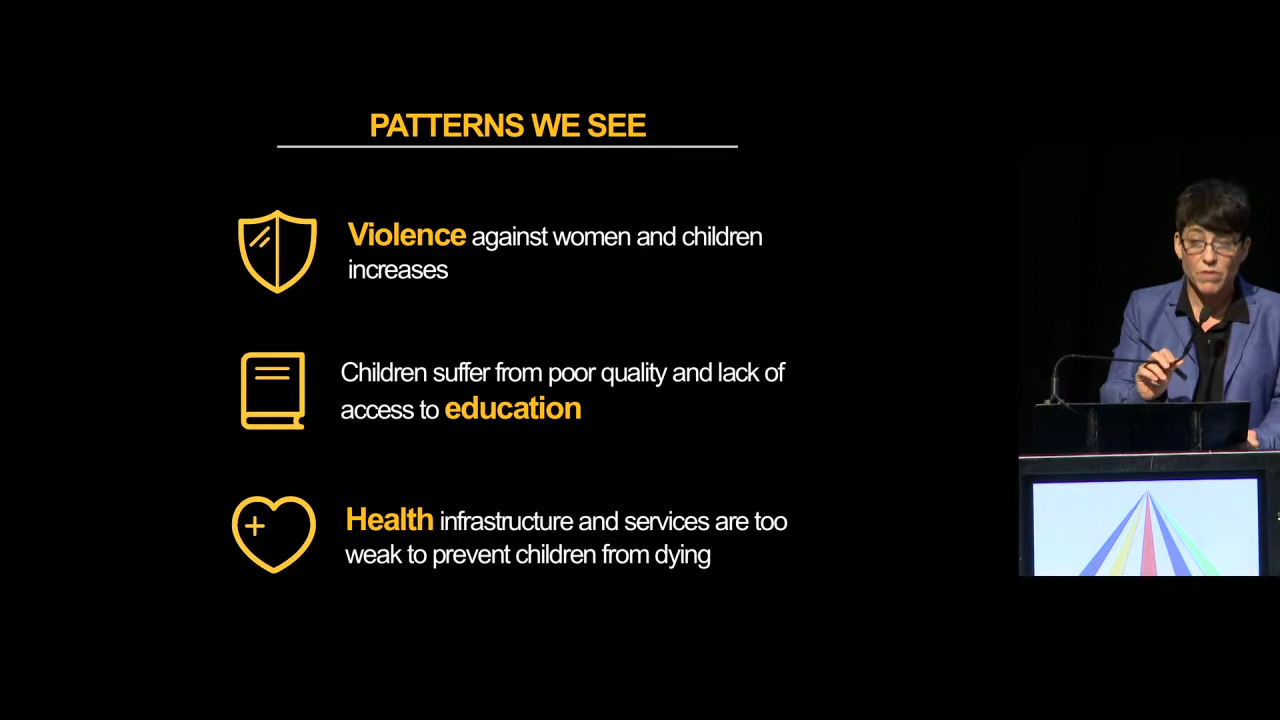 PATTERNS WE SEE
Violence against women and children
increases
Children suffer from poor quality and lack of
access to education
Health infrastructure and services are too
weak to prevent children from dying